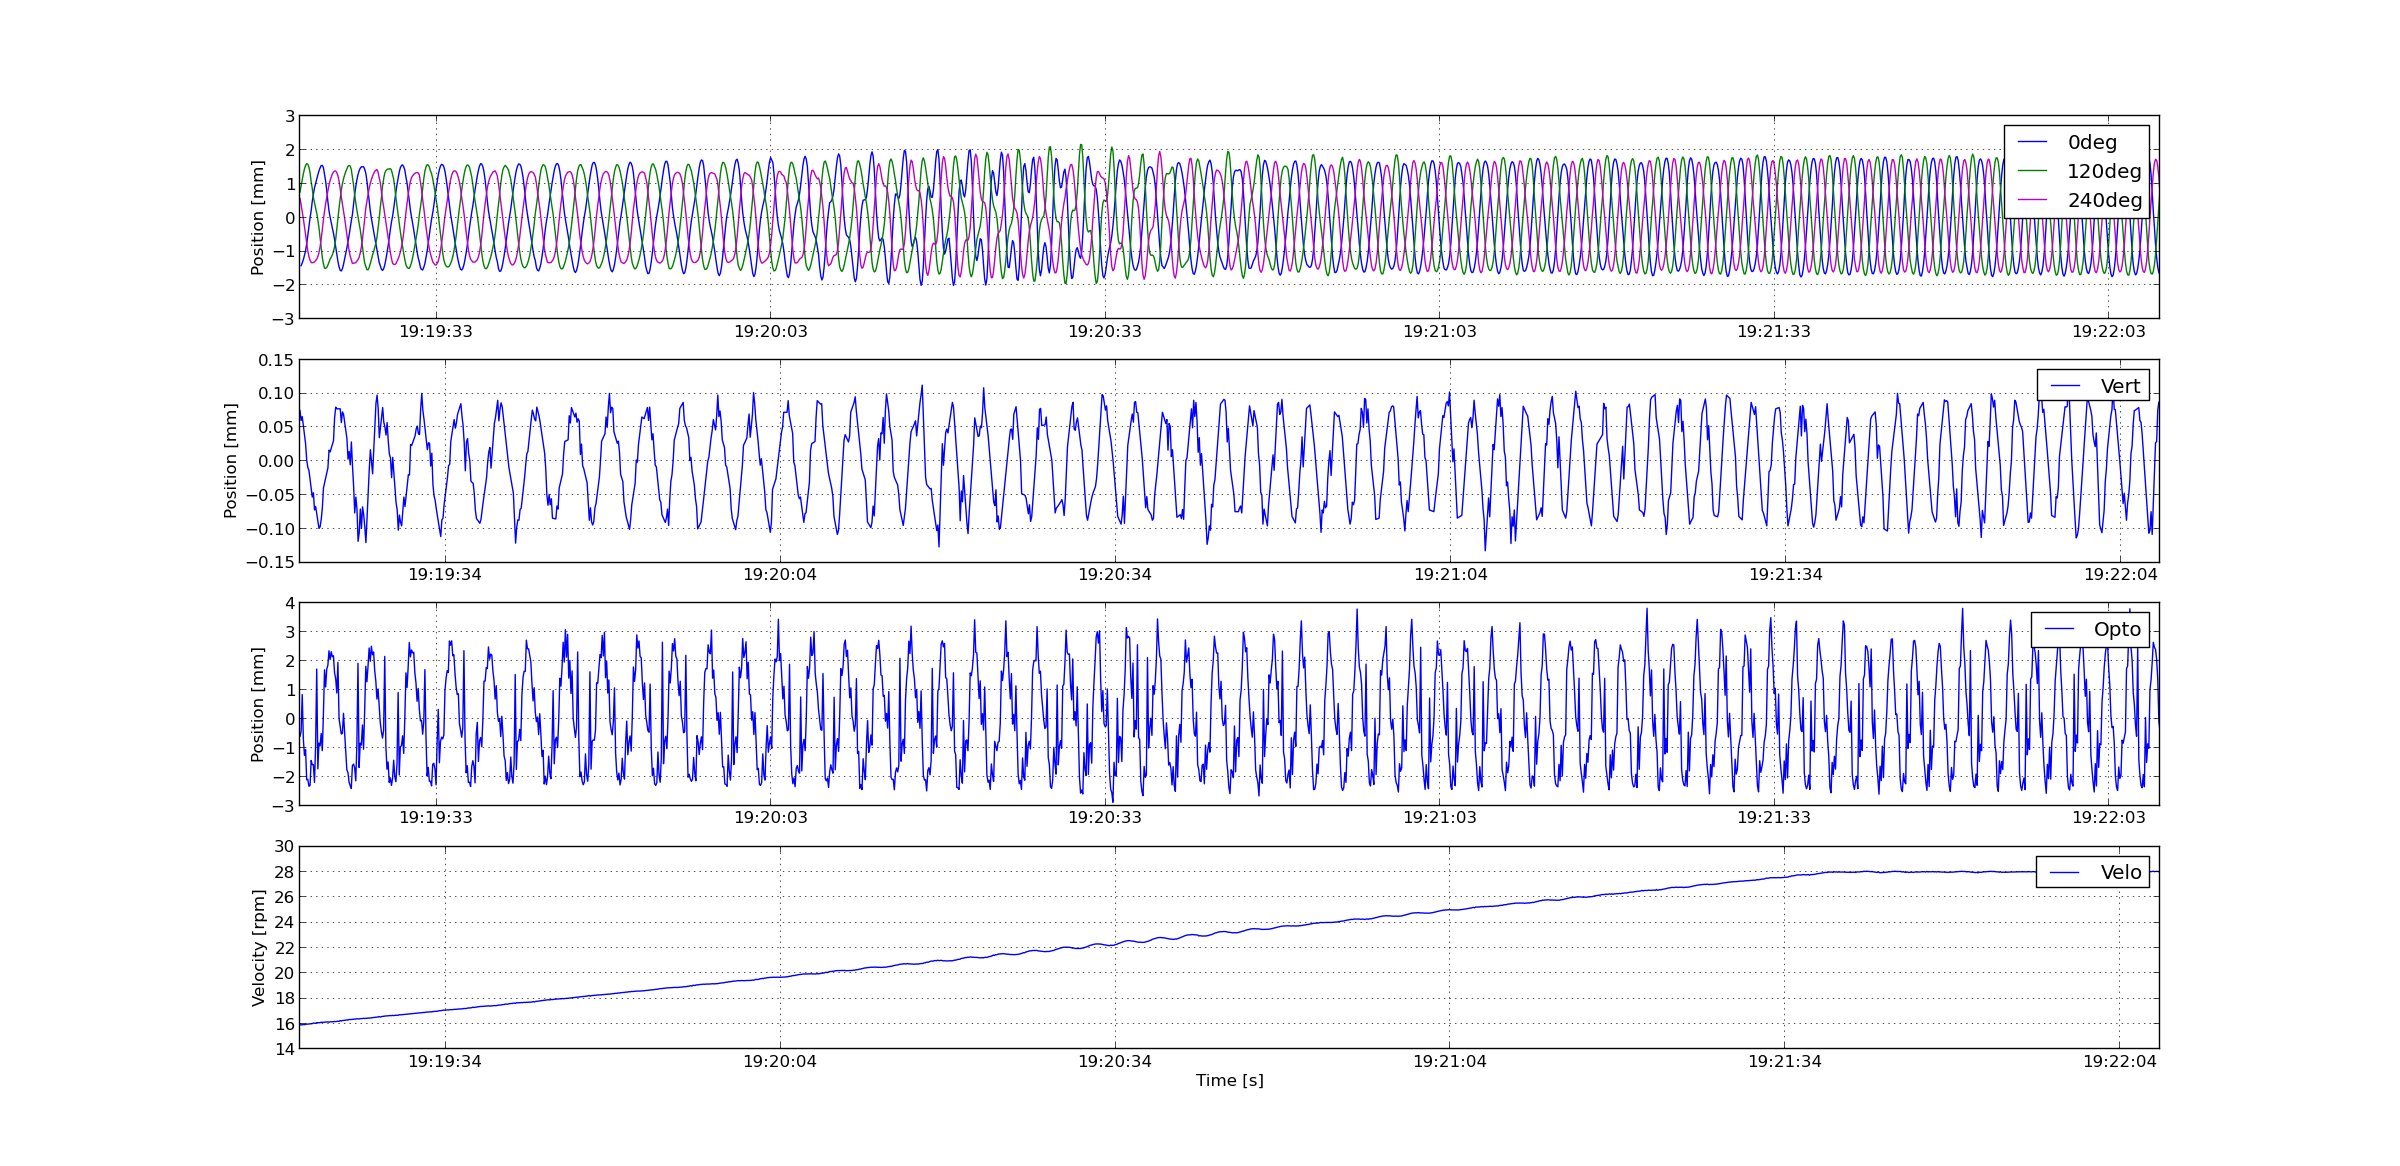 3
2
1
0
−1
−2
−3
Position [mm]
0deg
120deg
240deg
19:19:33 19:20:03 19:20:33 19:21:03 19:21:33 19:22:03
0.15
0.10
0.05
0.00
−0.05
−0.10
−0.15
Position [mm]
Vert
19:19:34 19:20:04 19:20:34 19:21:04 19:21:34 19:22:04
4
3
2
1
0
−1
−2
−3
Position [mm]
Opto
19:19:33 19:20:03 19:20:33 19:21:03 19:21:33 19:22:03
30
28
26
24
22
20
18
16
14
Velocity [rpm]
Velo
19:19:34 19:20:04 19:20:34 19:21:04 19:21:34 19:22:04
Time [s]